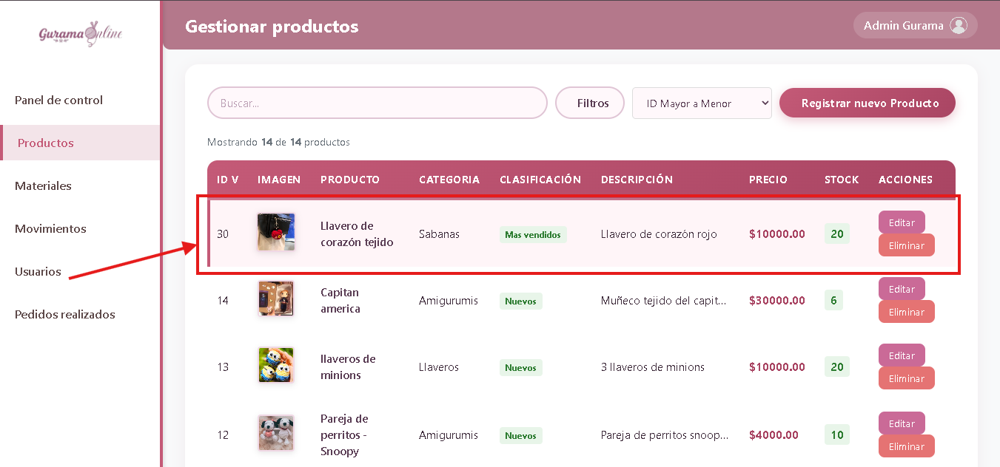 Gurama Online
Gestionar productos
Admin Gurama
Panel de control
Productos
Materiales
Movimientos
Usuarios
Pedidos realizados
Buscar...
Filtros
ID Mayor a Menor
Registrar nuevo Producto
Mostrando 14 de 14 productos
ID V IMAGEN PRODUCTO CATEGORIA CLASIFICACIÓN DESCRIPCIÓN PRECIO STOCK ACCIONES
30 Llavero de corazón tejido Sabanas Mas vendidos Llavero de corazón rojo $10000.00 20 Editar Eliminar
14 Capitan america Amigurumis Nuevos Muñeco tejido del capit... $30000.00 6 Editar Eliminar
13 llaveros de minions Llaveros Nuevos 3 llaveros de minions $10000.00 20 Editar Eliminar
12 Pareja de perritos - Snoopy Amigurumis Nuevos Pareja de perritos snoop... $4000.00 10 Editar Eliminar